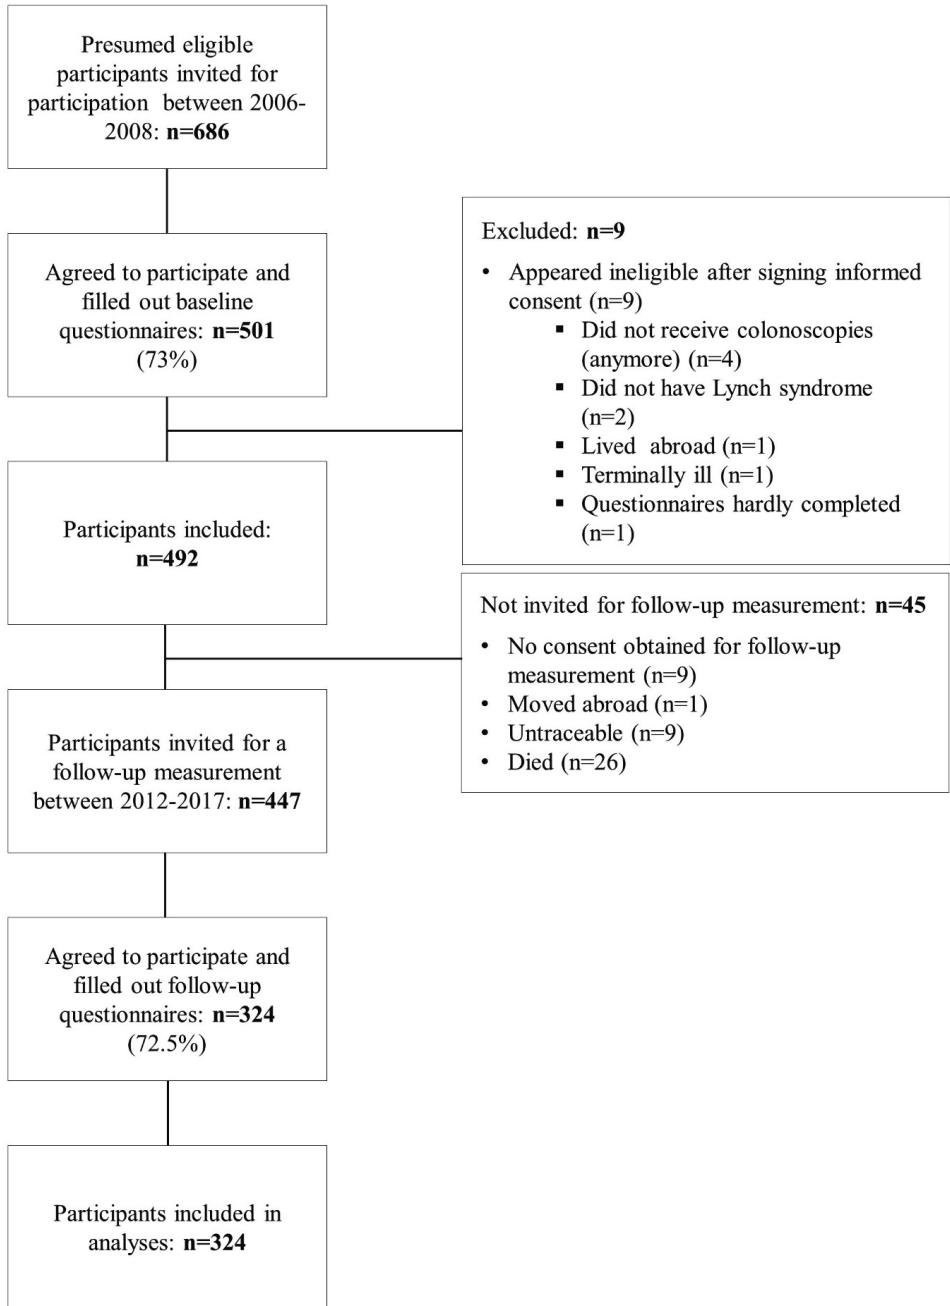 Presumed eligible
participants invited for
participation between 2006-
2008: n=686
Agreed to participate and
filled out baseline
questionnaires: n=501
(73%)
Excluded: n=9
• Appeared ineligible after signing informed
consent (n=9)
▪ Did not receive colonoscopies
(anymore) (n=4)
▪ Did not have Lynch syndrome
(n=2)
▪ Lived abroad (n=1)
▪ Terminally ill (n=1)
▪ Questionnaires hardly completed
(n=1)
Participants included:
n=492
Not invited for follow-up measurement: n=45
• No consent obtained for follow-up
measurement (n=9)
• Moved abroad (n=1)
• Untraceable (n=9)
• Died (n=26)
Participants invited for a
follow-up measurement
between 2012-2017: n=447
Agreed to participate and
filled out follow-up
questionnaires: n=324
(72.5%)
Participants included in
analyses: n=324